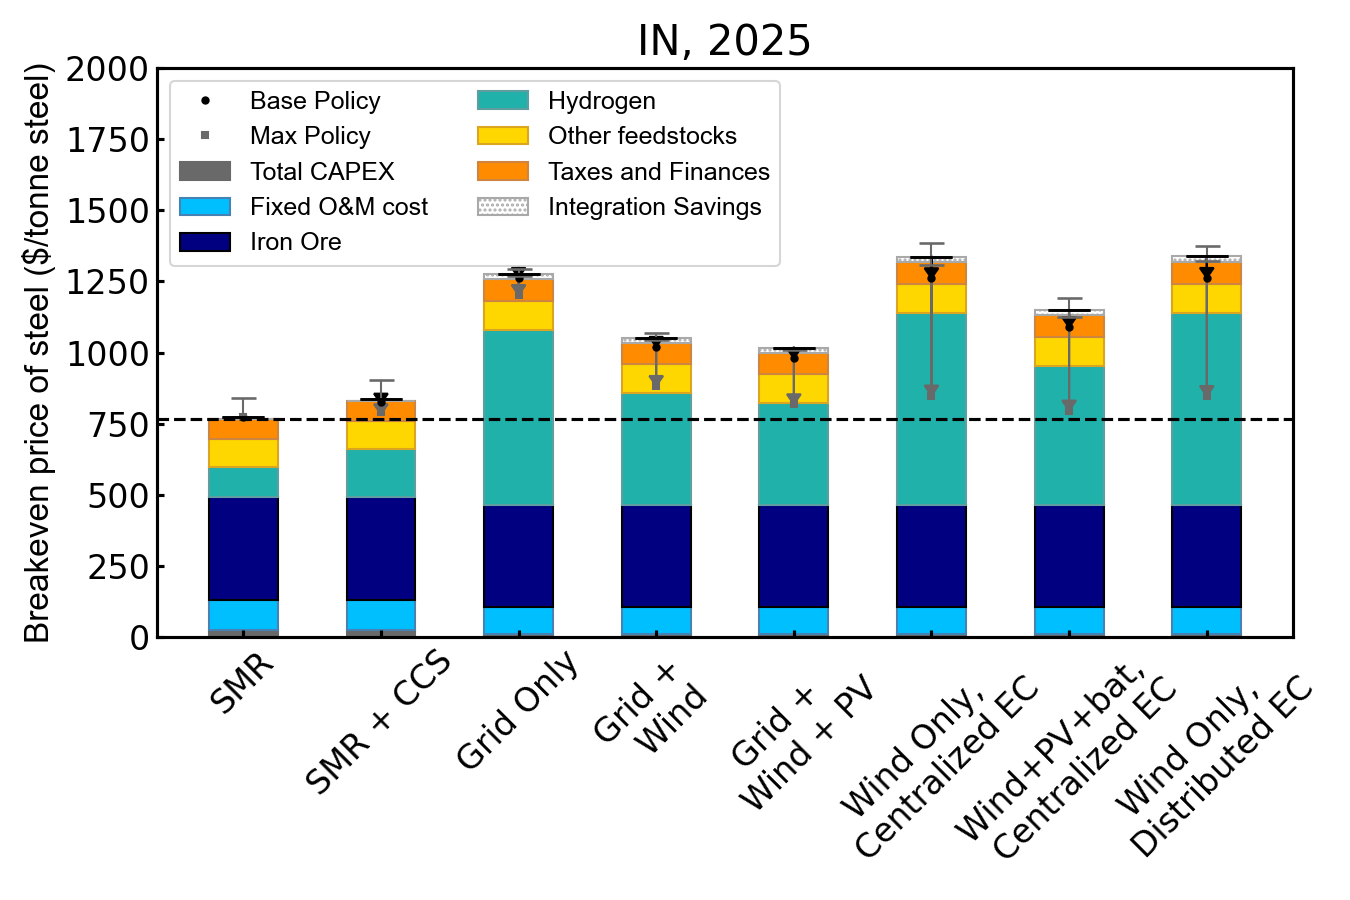 IN, 2025
Breakeven price of steel ($/tonne steel)
2000
1750
1500
1250
1000
750
500
250
0
Base Policy
Max Policy
Total CAPEX
Fixed O&M cost
Iron Ore
Hydrogen
Other feedstocks
Taxes and Finances
Integration Savings
SMR
SMR + CCS
Grid Only
Grid +
Wind
Grid +
Wind + PV
Wind Only,
Centralized EC
Wind+PV+bat,
Centralized EC
Wind Only,
Distributed EC